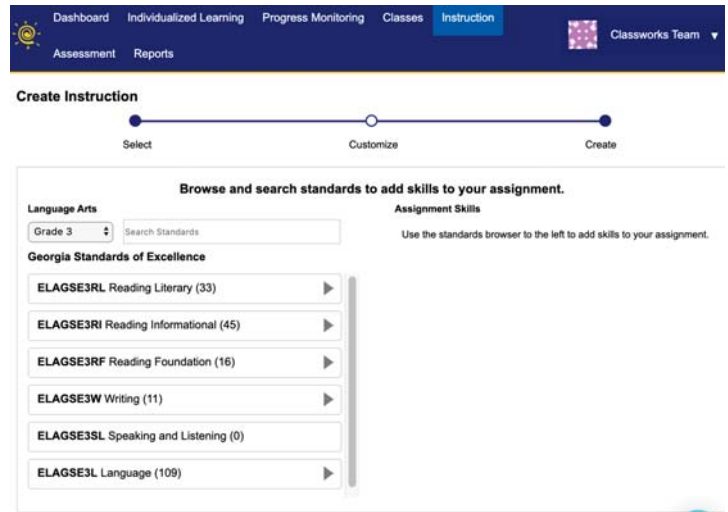 Dashboard Individualized Learning Progress Monitoring Classes Instruction
Classworks Team
Assessment Reports
Create Instruction
Select Customize Create
Browse and search standards to add skills to your assignment.
Language Arts
Assignment Skills
Grade 3 Search Standards
Use the standards browser to the left to add skills to your assignment.
Georgia Standards of Excellence
ELAGSE3RL Reading Literary (33)
ELAGSE3RI Reading Informational (45)
ELAGSE3RF Reading Foundation (16)
ELAGSE3W Writing (11)
ELAGSE3SL Speaking and Listening (0)
ELAGSE3L Language (109)